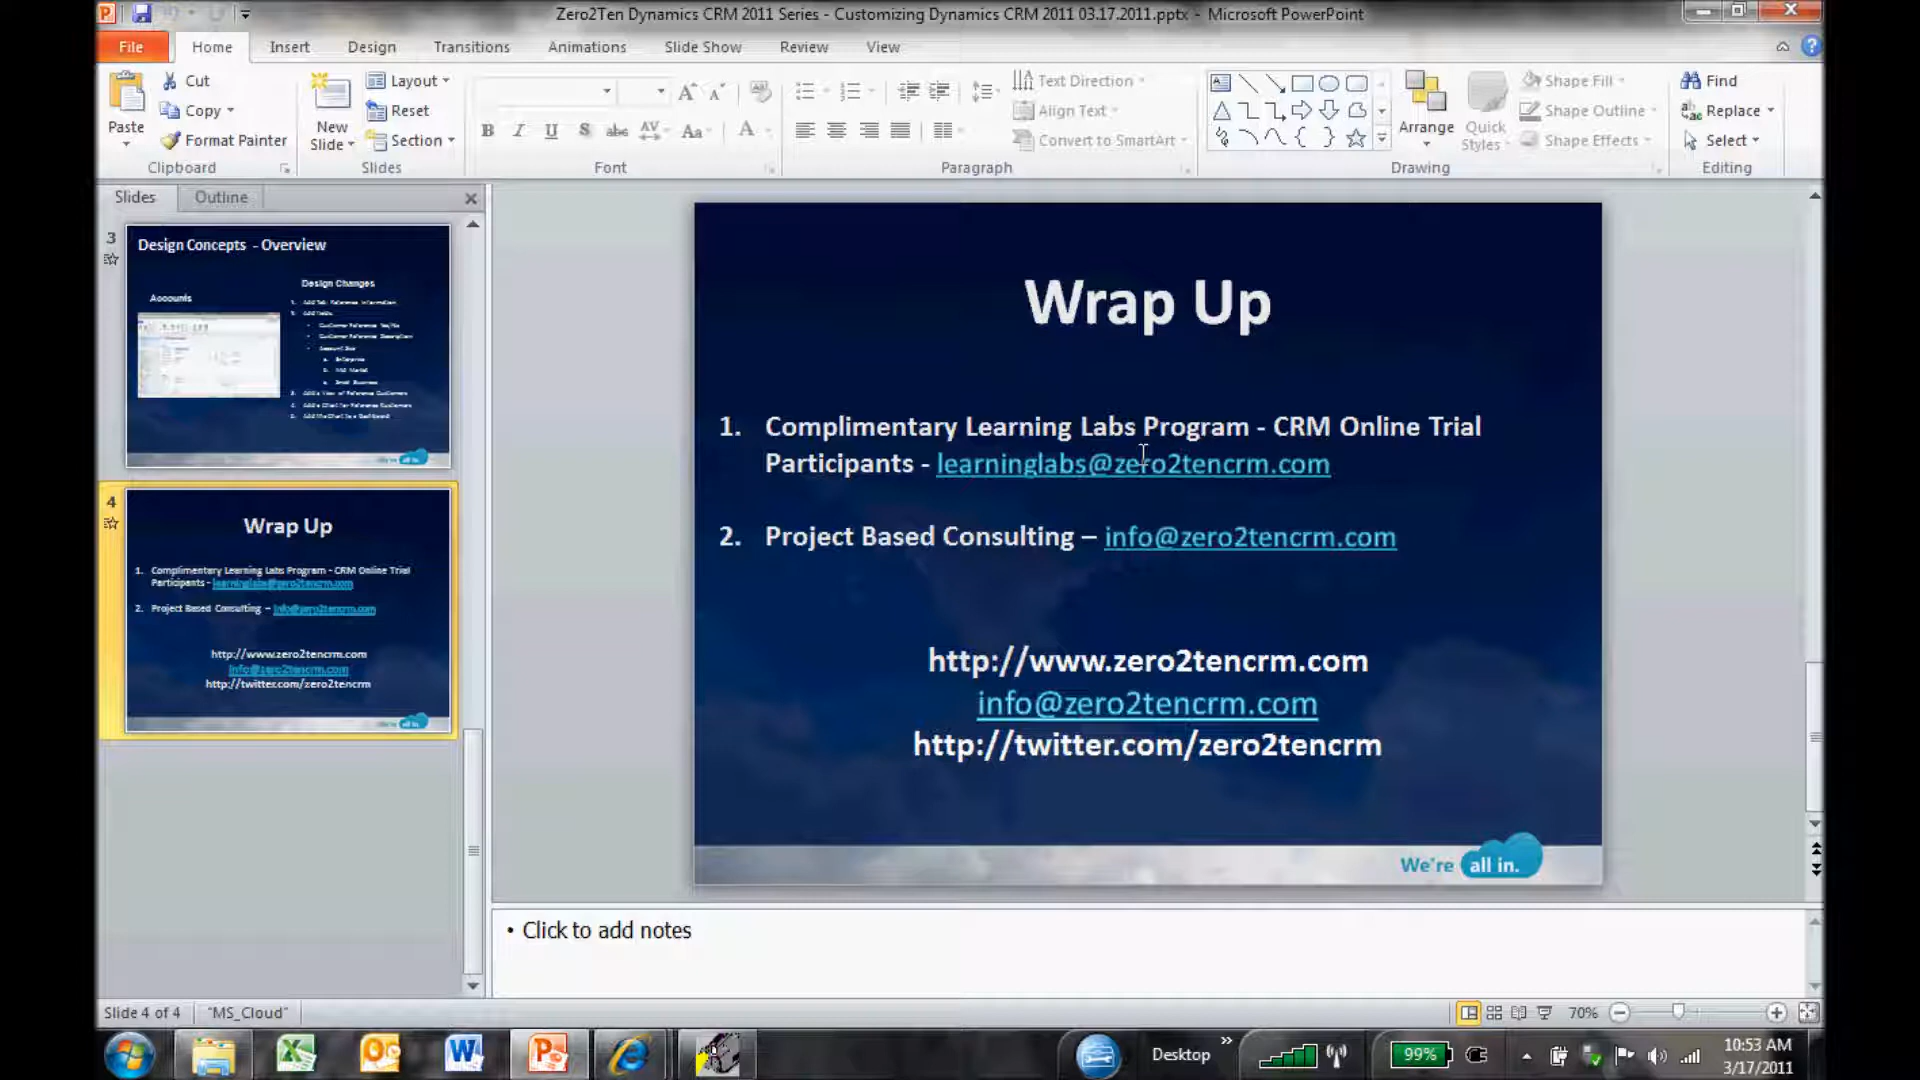 Zero2Ten Dynamics CRM 2011 Series - Customizing Dynamics CRM 2011 03.17.2011.pptx - Microsoft PowerPoint
File Home Insert Design Transitions Animations Slide Show Review View
Paste
Cut
Copy
Format Painter
Clipboard
New Slide
Layout
Reset
Section
Slides
Font
Text Direction
Align Text
Convert to SmartArt
Paragraph
Arrange
Quick Styles
Shape Fill
Shape Outline
Shape Effects
Drawing
Find
Replace
Select
Editing
Slides Outline
3
Design Concepts - Overview
Accounts
Design Changes
4
Wrap Up
1. Complimentary Learning Labs Program - CRM Online Trial
Participants - learninglabs@zero2tencrm.com
2. Project Based Consulting – info@zero2tencrm.com
http://www.zero2tencrm.com
info@zero2tencrm.com
http://twitter.com/zero2tencrm
Wrap Up
1. Complimentary Learning Labs Program - CRM Online Trial
Participants - learninglabs@zero2tencrm.com
2. Project Based Consulting – info@zero2tencrm.com
http://www.zero2tencrm.com
info@zero2tencrm.com
http://twitter.com/zero2tencrm
We're all in.
• Click to add notes
Slide 4 of 4 "MS_Cloud" 70%
Desktop 99% 10:53 AM
3/17/2011